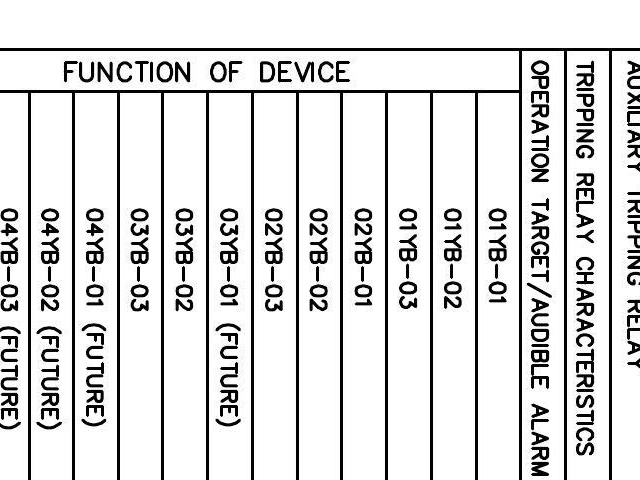 FUNCTION OF DEVICE
AUXILIARY TRIPPING RELAY
TRIPPING RELAY CHARACTERISTICS
OPERATION TARGET/AUDIBLE ALARM
01YB-01
01YB-02
01YB-03
02YB-01
02YB-02
02YB-03
03YB-01 (FUTURE)
03YB-02
03YB-03
04YB-01 (FUTURE)
04YB-02 (FUTURE)
04YB-03 (FUTURE)